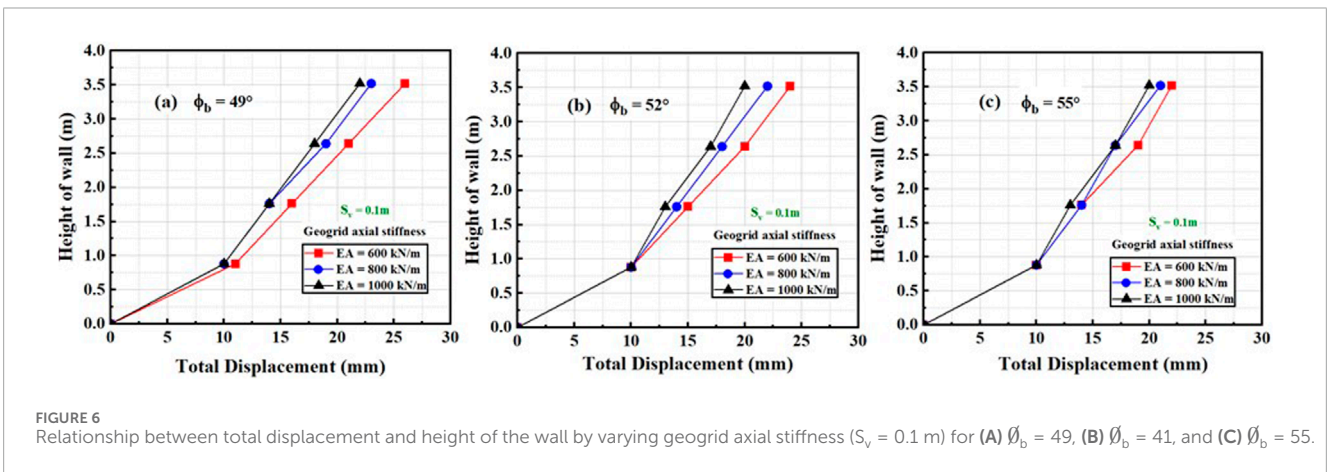 4.0
3.5
3.0
2.5
2.0
1.5
1.0
0.5
0.0
Height of wall (m)
(a) ϕb = 49°
Sv = 0.1m
Geogrid axial stiffness
EA = 600 kN/m
EA = 800 kN/m
EA = 1000 kN/m
0 5 10 15 20 25 30
Total Displacement (mm)
4.0
3.5
3.0
2.5
2.0
1.5
1.0
0.5
0.0
Height of wall (m)
(b) ϕb = 52°
Sv = 0.1m
Geogrid axial stiffness
EA = 600 kN/m
EA = 800 kN/m
EA = 1000 kN/m
0 5 10 15 20 25 30
Total Displacement (mm)
4.0
3.5
3.0
2.5
2.0
1.5
1.0
0.5
0.0
Height of wall (m)
(c) ϕb = 55°
Sv = 0.1m
Geogrid axial stiffness
EA = 600 kN/m
EA = 800 kN/m
EA = 1000 kN/m
0 5 10 15 20 25 30
Total Displacement (mm)
FIGURE 6
Relationship between total displacement and height of the wall by varying geogrid axial stiffness (Sv = 0.1 m) for (A) Ø̸b = 49, (B) Ø̸b = 41, and (C) Ø̸b = 55.